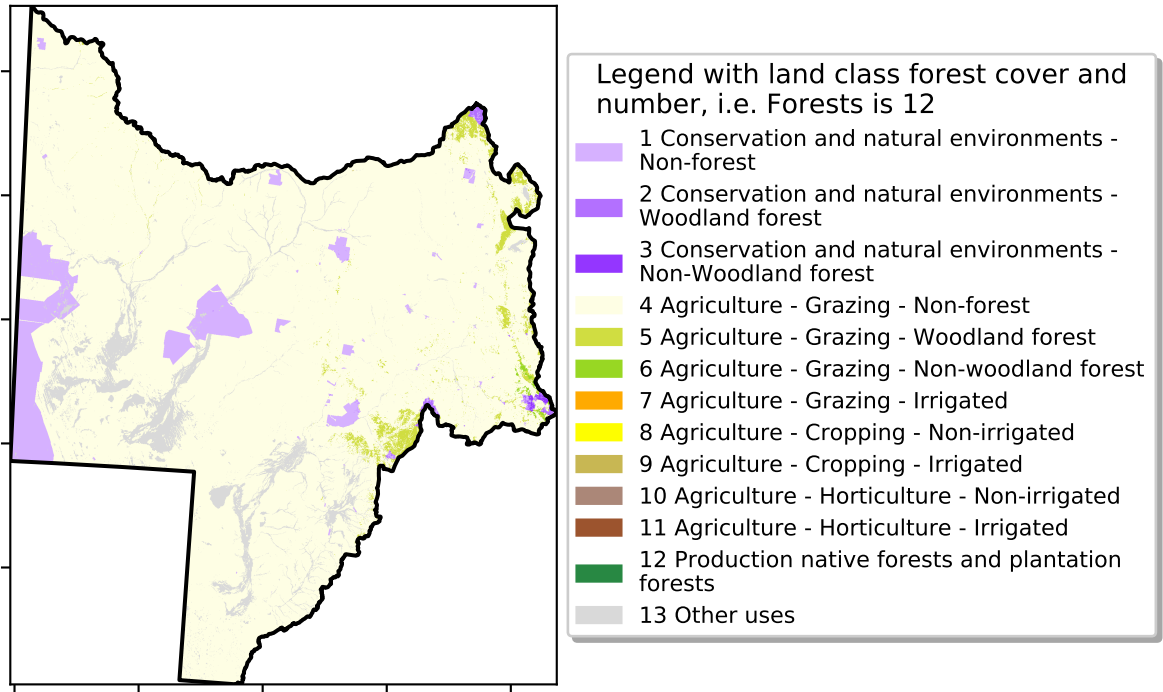 Legend with land class forest cover and
number, i.e. Forests is 12
1 Conservation and natural environments -
Non-forest
2 Conservation and natural environments -
Woodland forest
3 Conservation and natural environments -
Non-Woodland forest
4 Agriculture - Grazing - Non-forest
5 Agriculture - Grazing - Woodland forest
6 Agriculture - Grazing - Non-woodland forest
7 Agriculture - Grazing - Irrigated
8 Agriculture - Cropping - Non-irrigated
9 Agriculture - Cropping - Irrigated
10 Agriculture - Horticulture - Non-irrigated
11 Agriculture - Horticulture - Irrigated
12 Production native forests and plantation
forests
13 Other uses